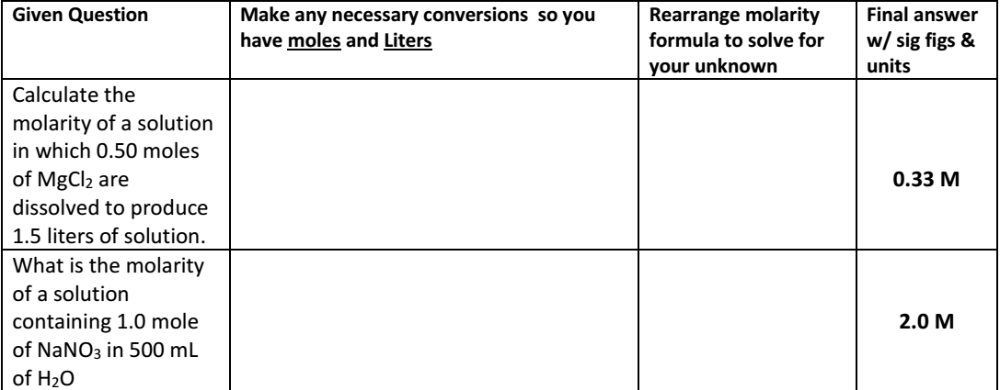 Given Question
Make any necessary conversions so you
have moles and Liters
Rearrange molarity
formula to solve for
your unknown
Final answer
w/ sig figs &
units
Calculate the
molarity of a solution
in which 0.50 moles
of MgCl₂ are
dissolved to produce
1.5 liters of solution.
0.33 M
What is the molarity
of a solution
containing 1.0 mole
of NaNO₃ in 500 mL
of H₂O
2.0 M